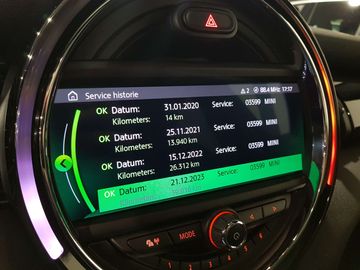 Service historie 2 88.4 MHz 17:17
OK Datum: 31.01.2020 Service: 03599 MINI
Kilometers: 14 km
OK Datum: 25.11.2021 Service: 03599 MINI
Kilometers: 13.940 km
OK Datum: 15.12.2022 Service: 03599 MINI
Kilometers: 26.312 km
OK Datum: 21.12.2023 Service: 03599 MINI
Kilometers:
MODE